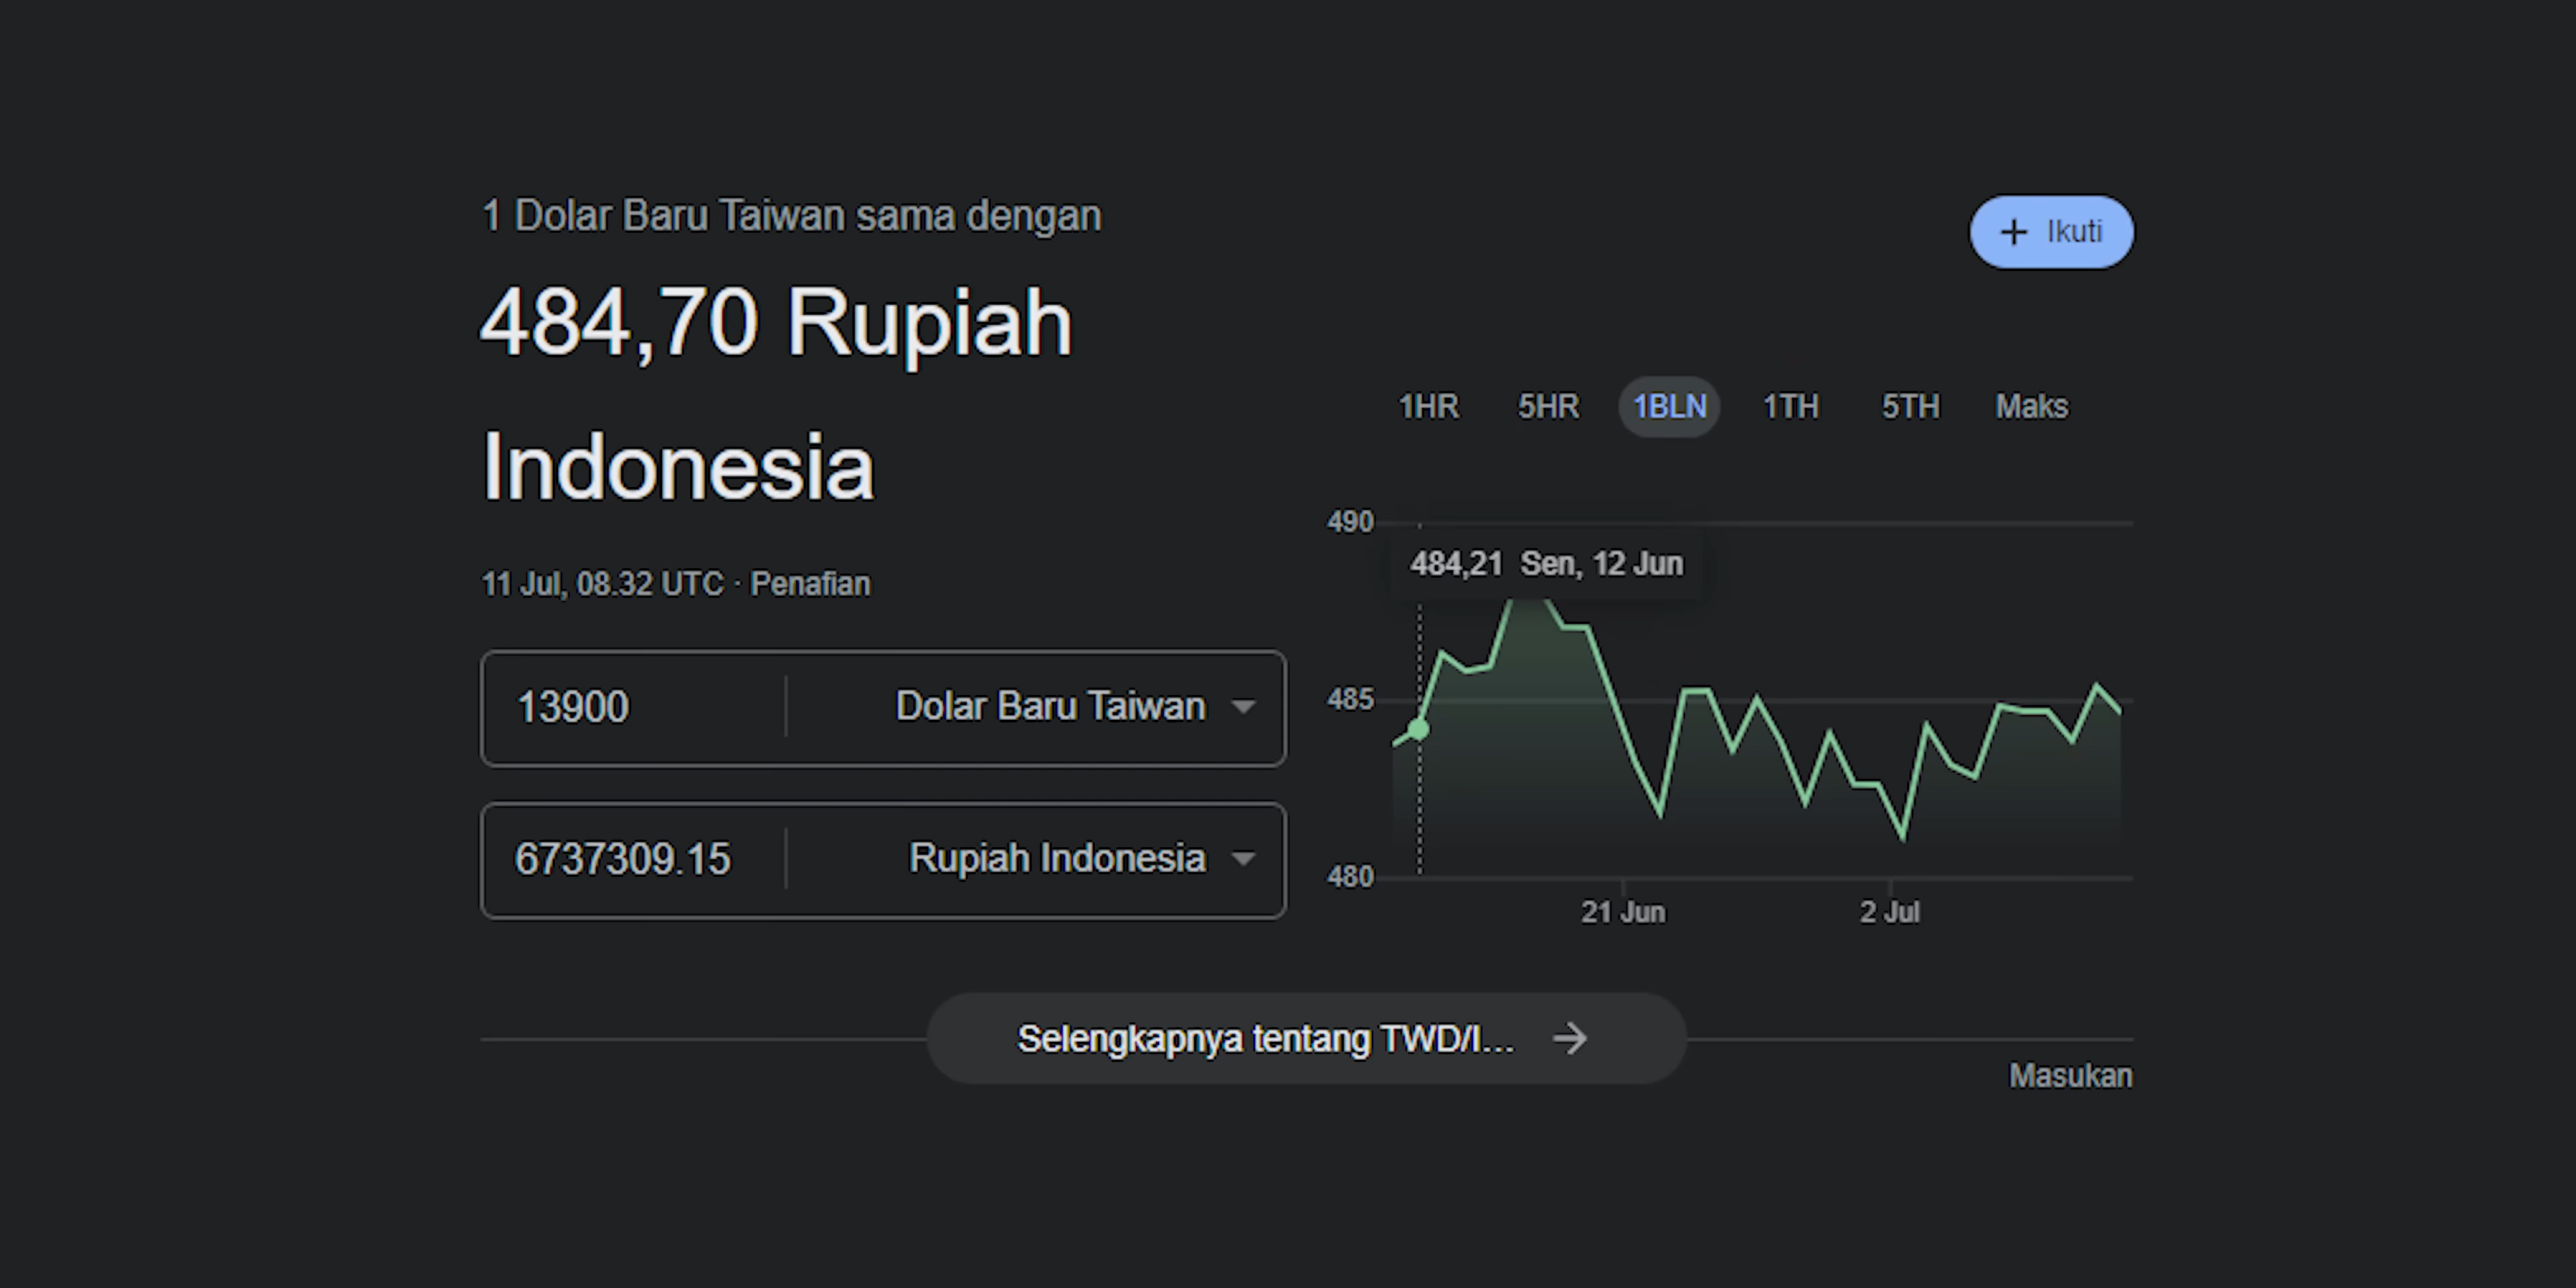 1 Dolar Baru Taiwan sama dengan
484,70 Rupiah
Indonesia
11 Jul, 08.32 UTC · Penafian
13900 Dolar Baru Taiwan
6737309.15 Rupiah Indonesia
+ Ikuti
1HR 5HR 1BLN 1TH 5TH Maks
490
484,21 Sen, 12 Jun
485
480
21 Jun 2 Jul
Selengkapnya tentang TWD/I...
Masukan